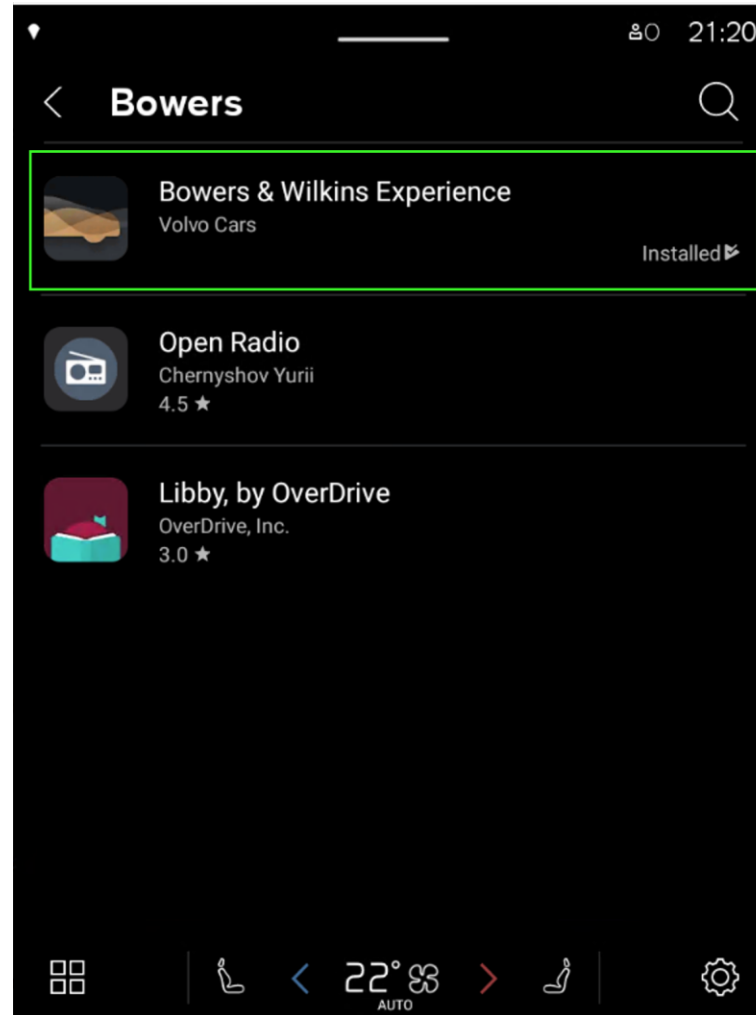 21:20
Bowers
Bowers & Wilkins Experience
Volvo Cars
Installed
Open Radio
Chernyshov Yurii
4.5 ★
Libby, by OverDrive
OverDrive, Inc.
3.0 ★
22°
AUTO